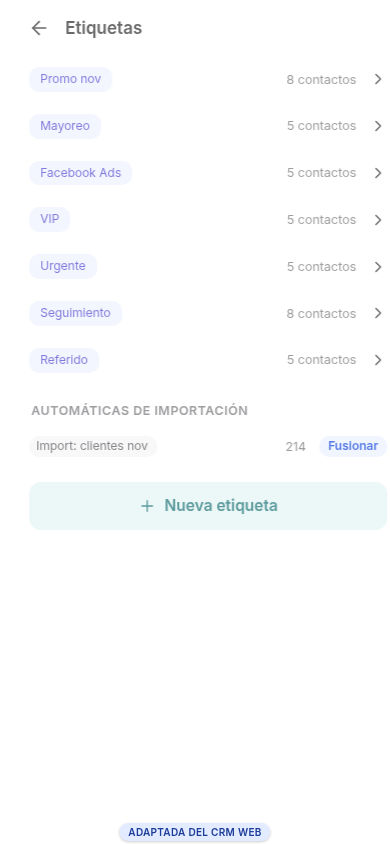 Etiquetas
Promo nov 8 contactos
Mayoreo 5 contactos
Facebook Ads 5 contactos
VIP 5 contactos
Urgente 5 contactos
Seguimiento 8 contactos
Referido 5 contactos
AUTOMÁTICAS DE IMPORTACIÓN
Import: clientes nov 214 Fusionar
+ Nueva etiqueta
ADAPTADA DEL CRM WEB